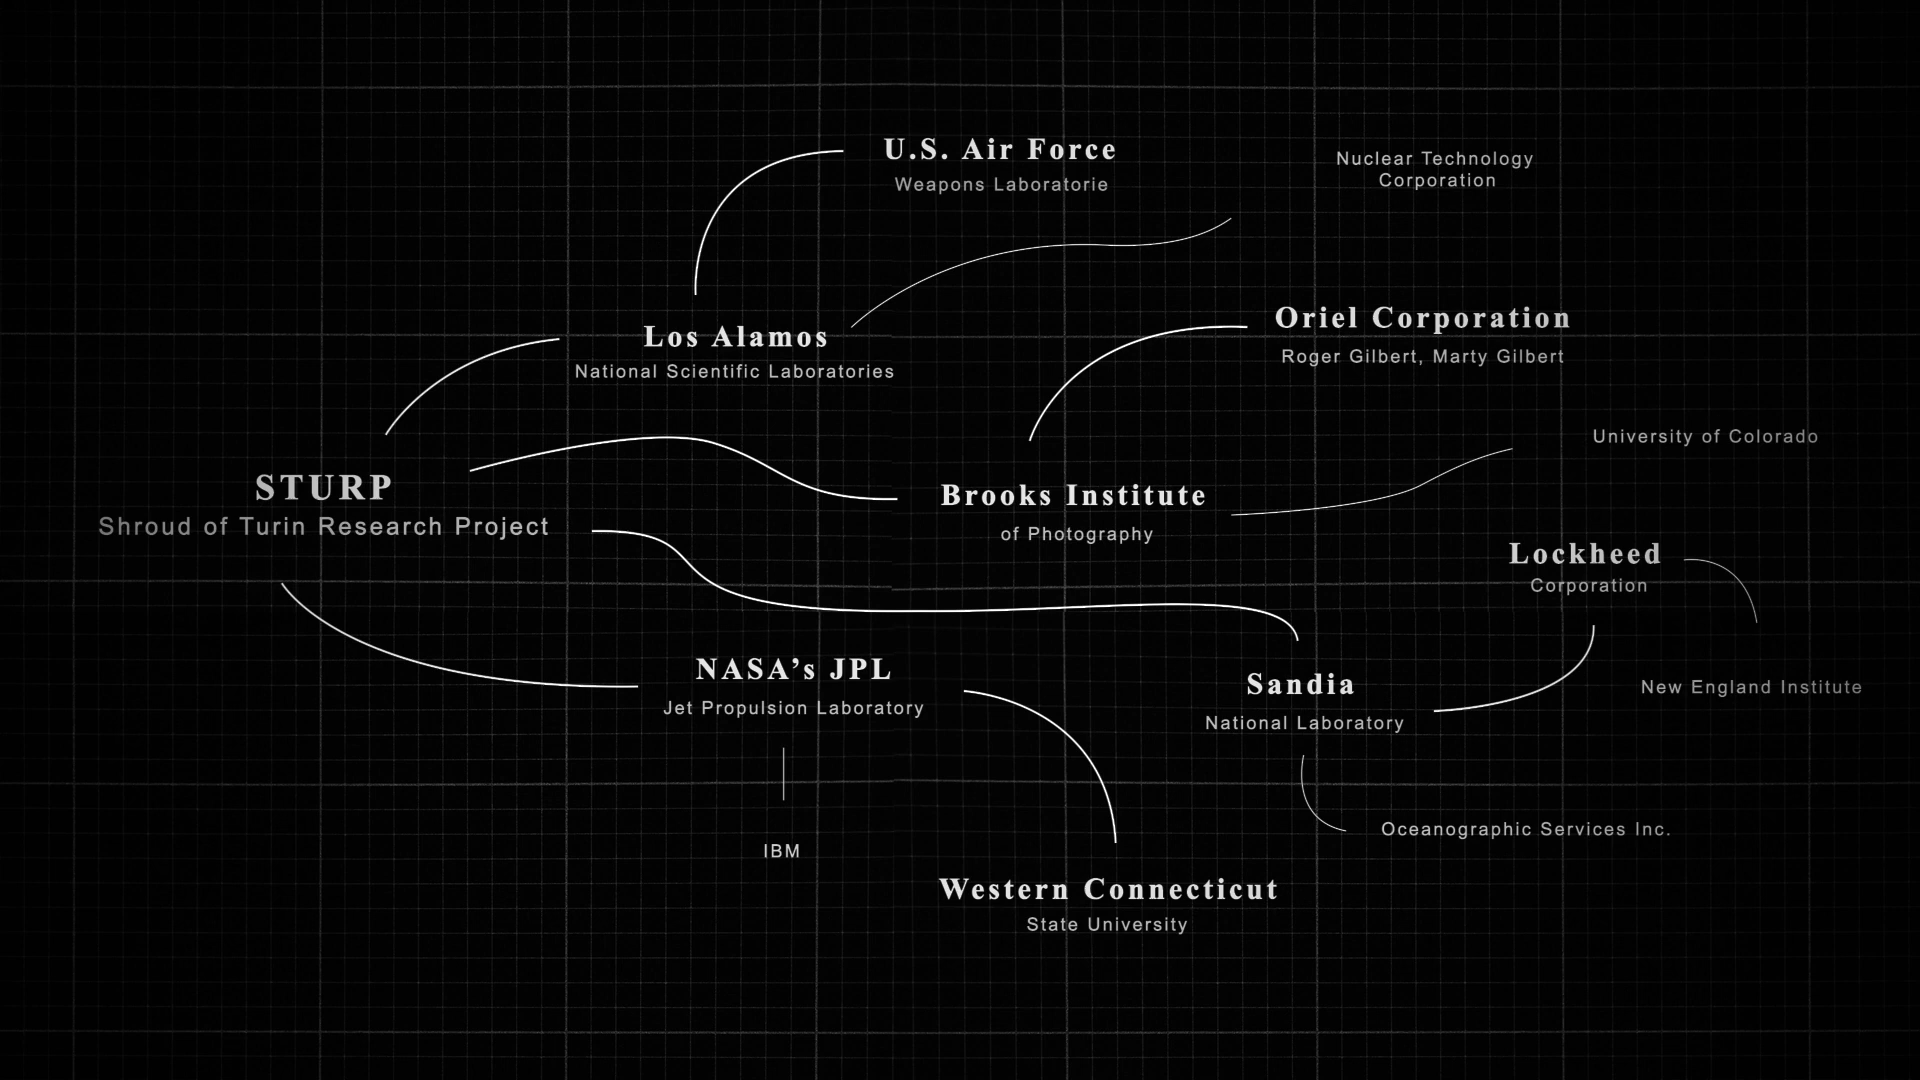 U.S. Air Force
Weapons Laboratorie
Nuclear Technology
Corporation
Los Alamos
National Scientific Laboratories
Oriel Corporation
Roger Gilbert, Marty Gilbert
University of Colorado
STURP
Shroud of Turin Research Project
Brooks Institute
of Photography
Lockheed
Corporation
NASA’s JPL
Jet Propulsion Laboratory
Sandia
National Laboratory
New England Institute
IBM
Oceanographic Services Inc.
Western Connecticut
State University